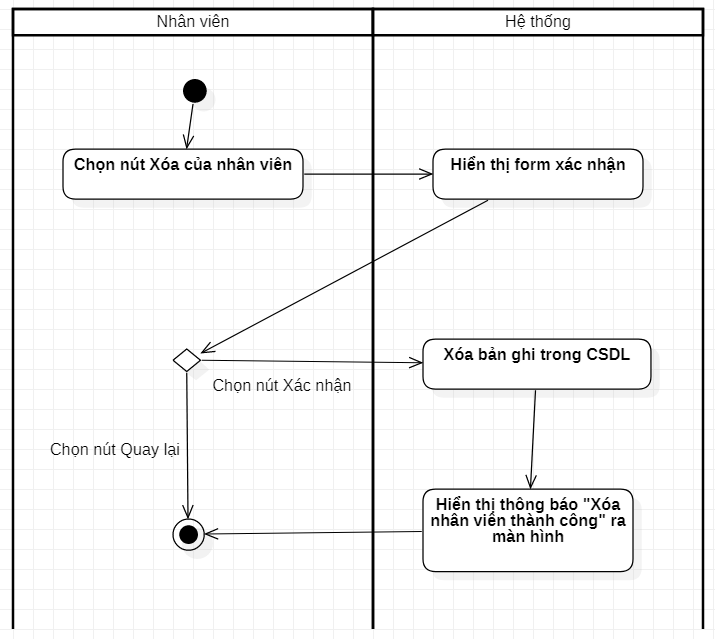 Nhân viên
Hệ thống
Chọn nút Xóa của nhân viên
Hiển thị form xác nhận
Xóa bản ghi trong CSDL
Chọn nút Xác nhận
Chọn nút Quay lại
Hiển thị thông báo "Xóa
nhân viên thành công" ra
màn hình